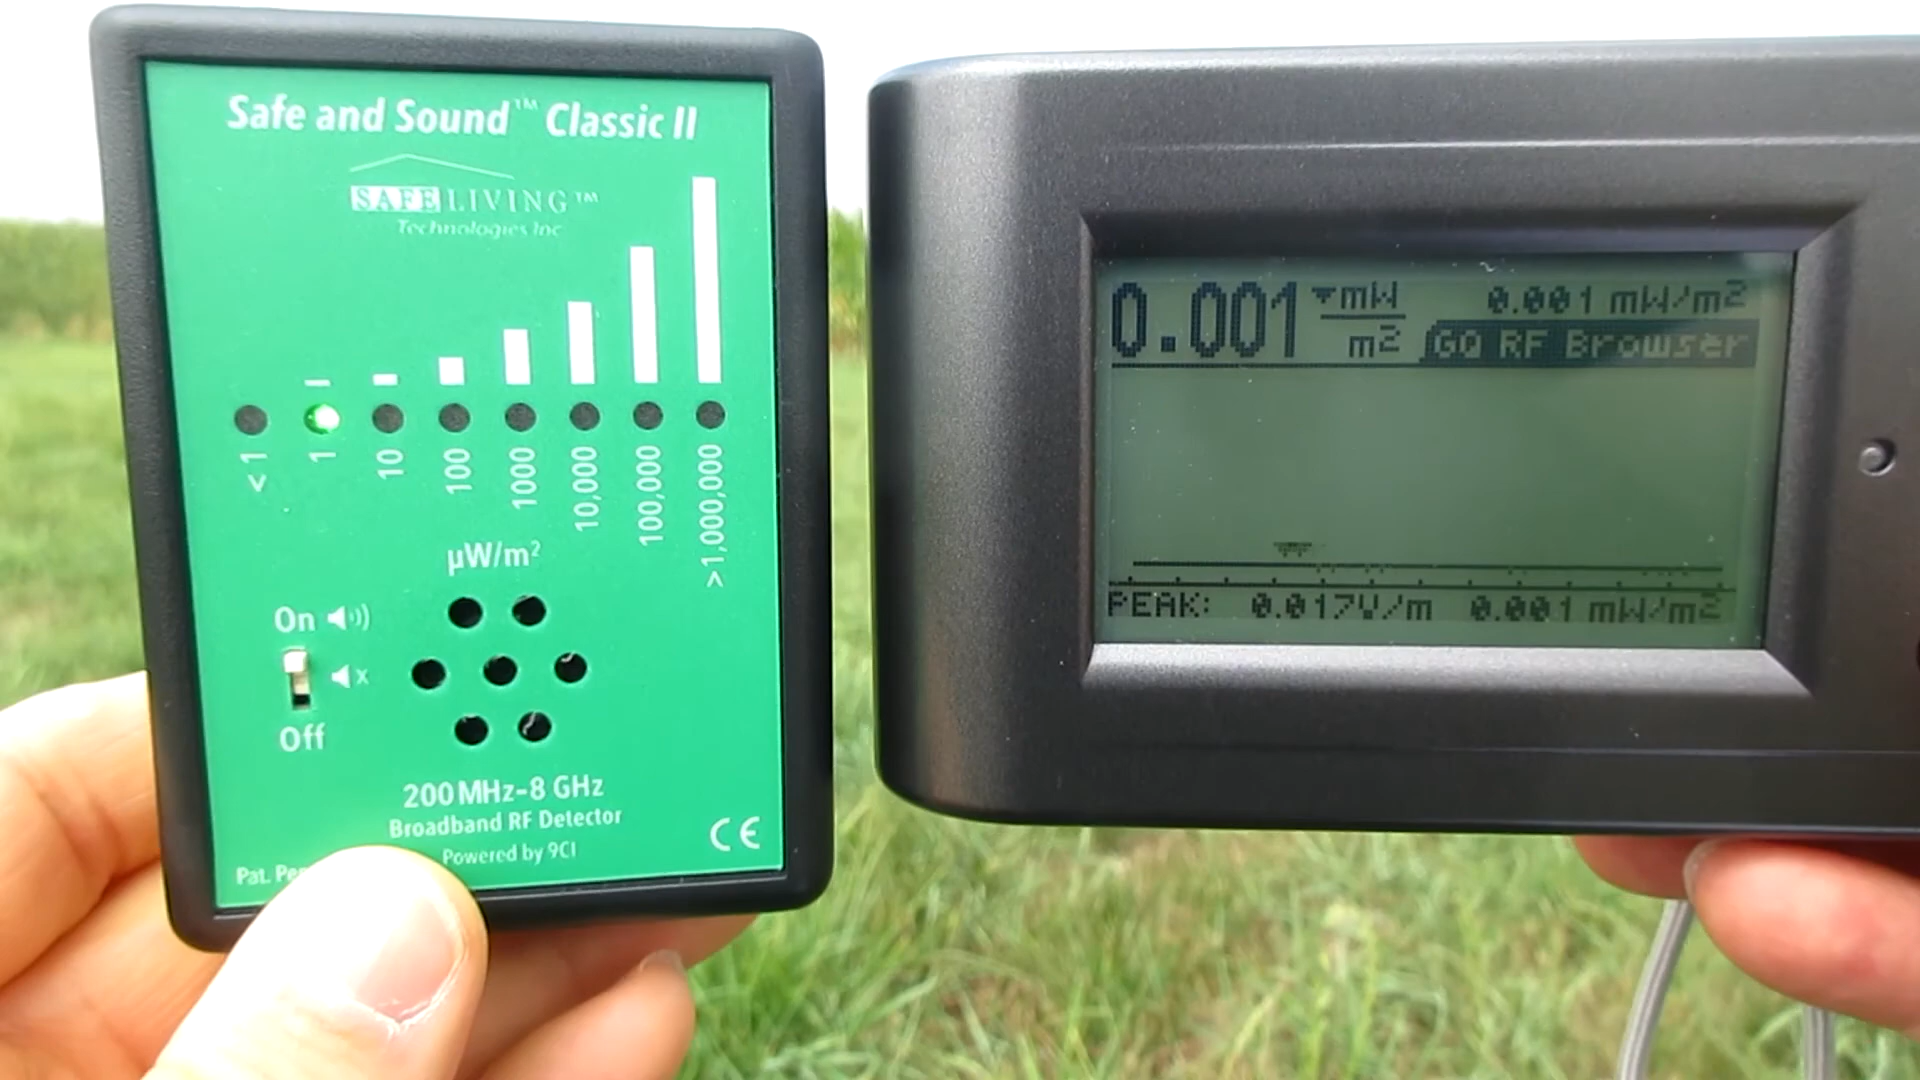 Safe and Sound™ Classic II
SAFE LIVING™
Technologies Inc
<1
1
10
100
1000
10,000
100,000
>1,000,000
µW/m²
On
x
Off
200 MHz-8 GHz
Broadband RF Detector
Powered by 9CI
Pat.
CE
0.001 mW/m2
0.001 mW/m2
GQ RF Browser
PEAK: 0.017V/m 0.001 mW/m2